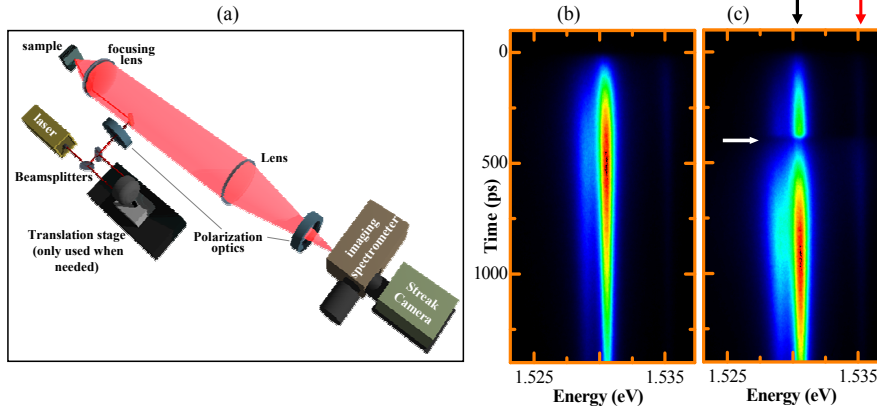 (a)
sample
focusing
lens
laser
Beamsplitters
Lens
Translation stage
(only used when
needed)
Polarization
optics
imaging
spectrometer
Streak
Camera
(b)
(c)
0
500
1000
Time (ps)
1.525
1.535
1.525
1.535
Energy (eV)
Energy (eV)